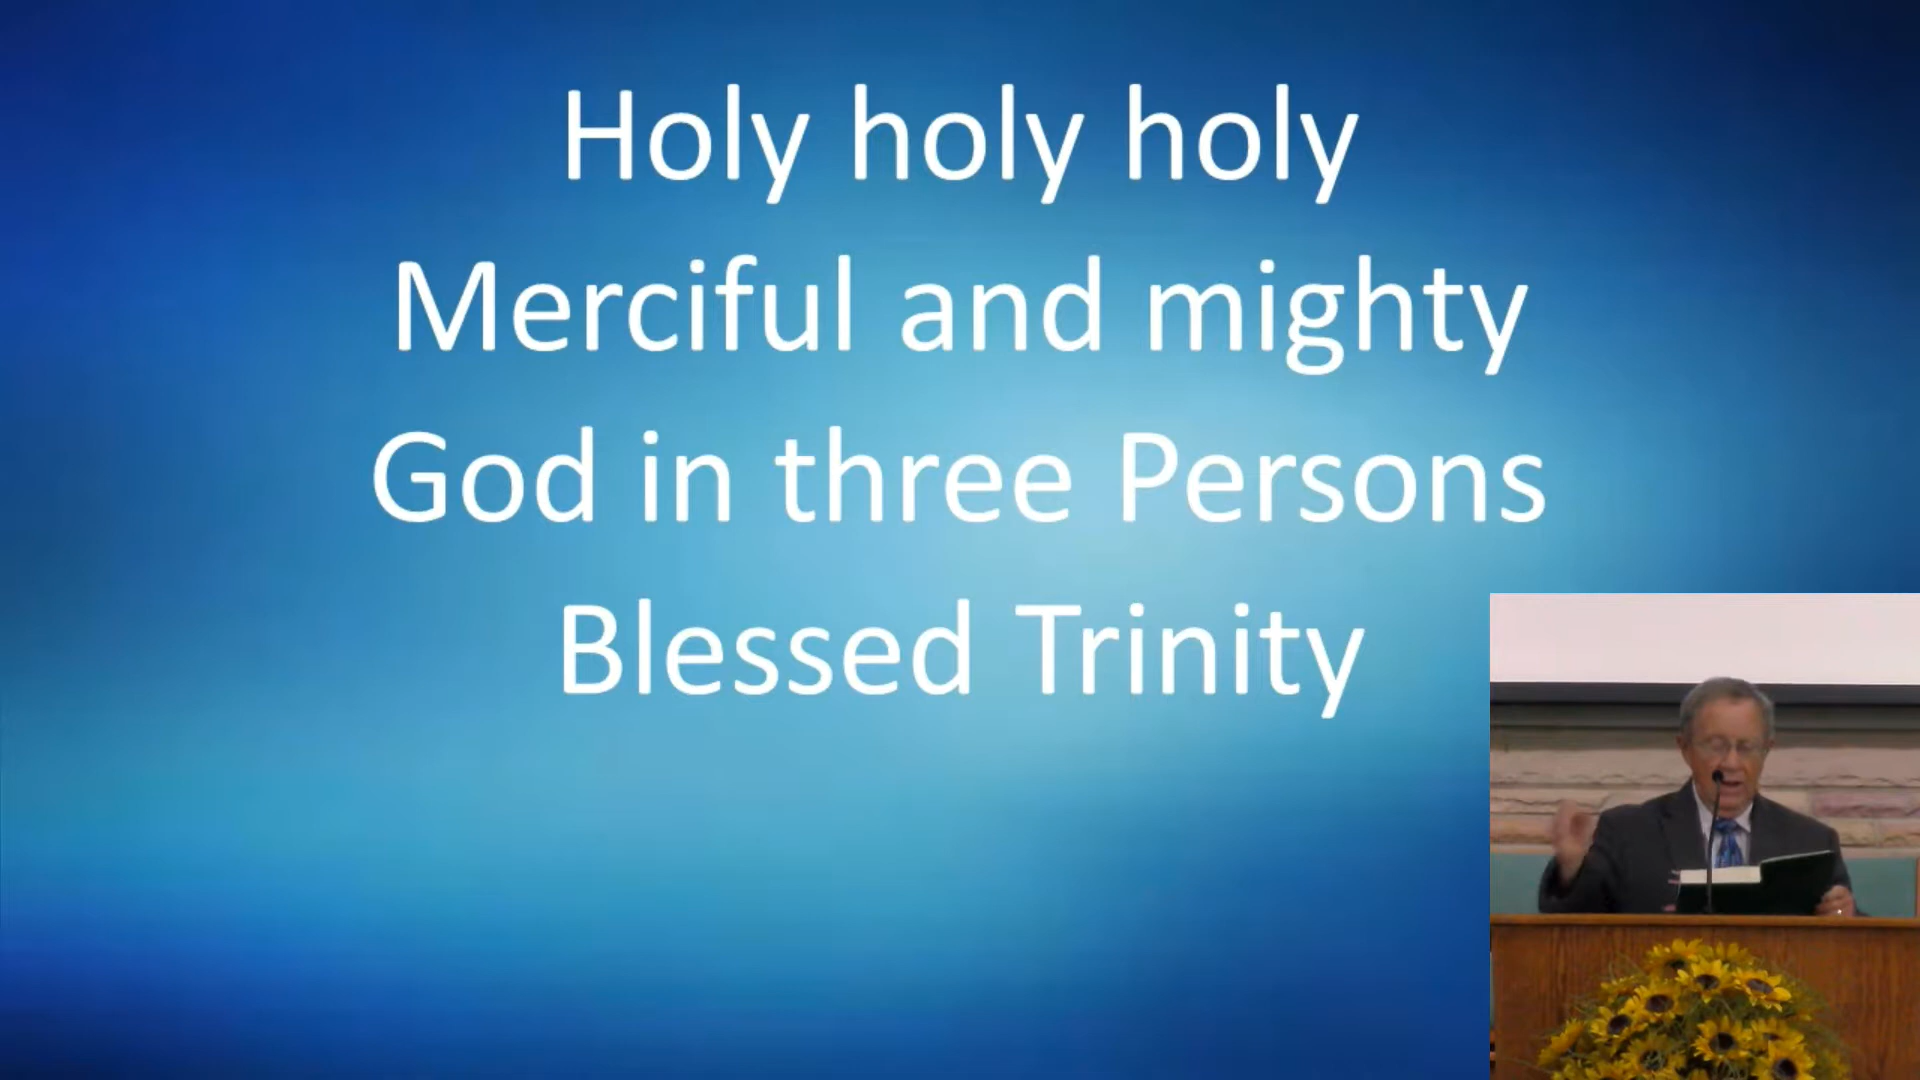 Holy holy holy
Merciful and mighty
God in three Persons
Blessed Trinity